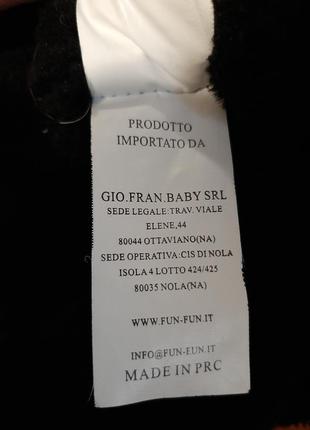 PRODOTTO
IMPORTATO DA
GIO.FRAN.BABY SRL
SEDE LEGALE:TRAV. VIALE
ELENE,44
80044 OTTAVIANO(NA)
SEDE OPERATIVA:CIS DI NOLA
ISOLA 4 LOTTO 424/425
80035 NOLA(NA)
WWW.FUN-FUN.IT
INFO@FUN-EUN.IT
MADE IN PRC